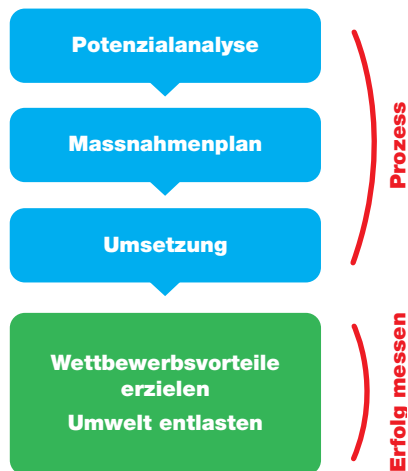 Potenzialanalyse
Massnahmenplan
Umsetzung
Prozess
Wettbewerbsvorteile
erzielen
Umwelt entlasten
Erfolg messen